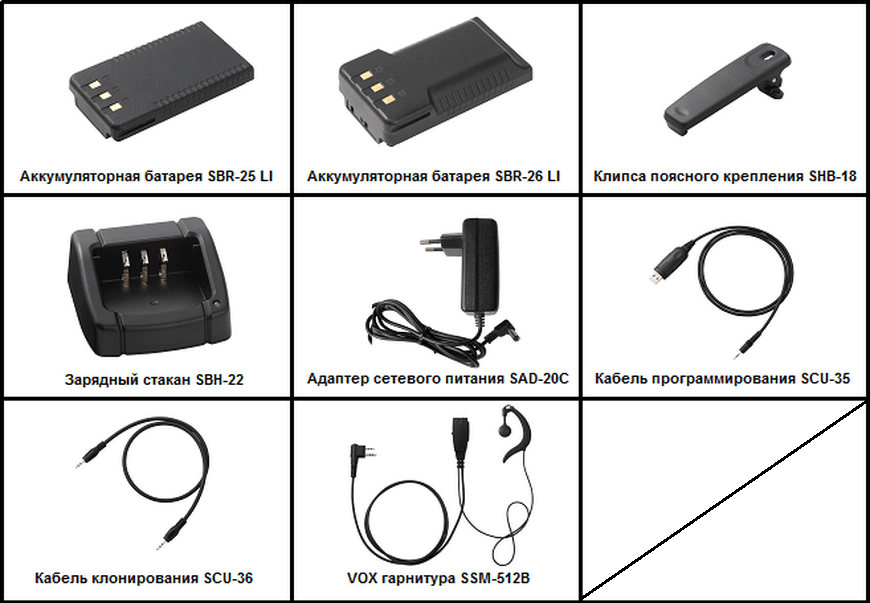 Аккумуляторная батарея SBR-25 LI
Аккумуляторная батарея SBR-26 LI
Клипса поясного крепления SHB-18
Зарядный стакан SBH-22
Адаптер сетевого питания SAD-20C
Кабель программирования SCU-35
Кабель клонирования SCU-36
VOX гарнитура SSM-512B